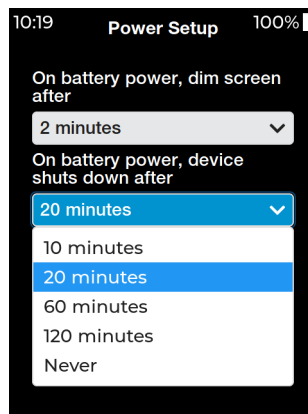 10:19 Power Setup 100%
On battery power, dim screen
after
2 minutes
On battery power, device
shuts down after
20 minutes
10 minutes
20 minutes
60 minutes
120 minutes
Never